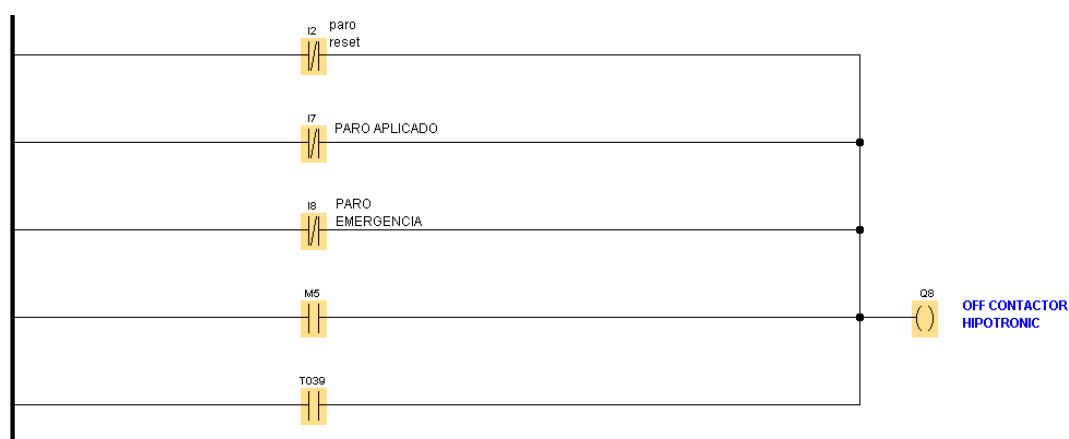 I2
paro
reset
I7
PARO APLICADO
I8
PARO
EMERGENCIA
M5
Q8
OFF CONTACTOR
HIPOTRONIC
T039